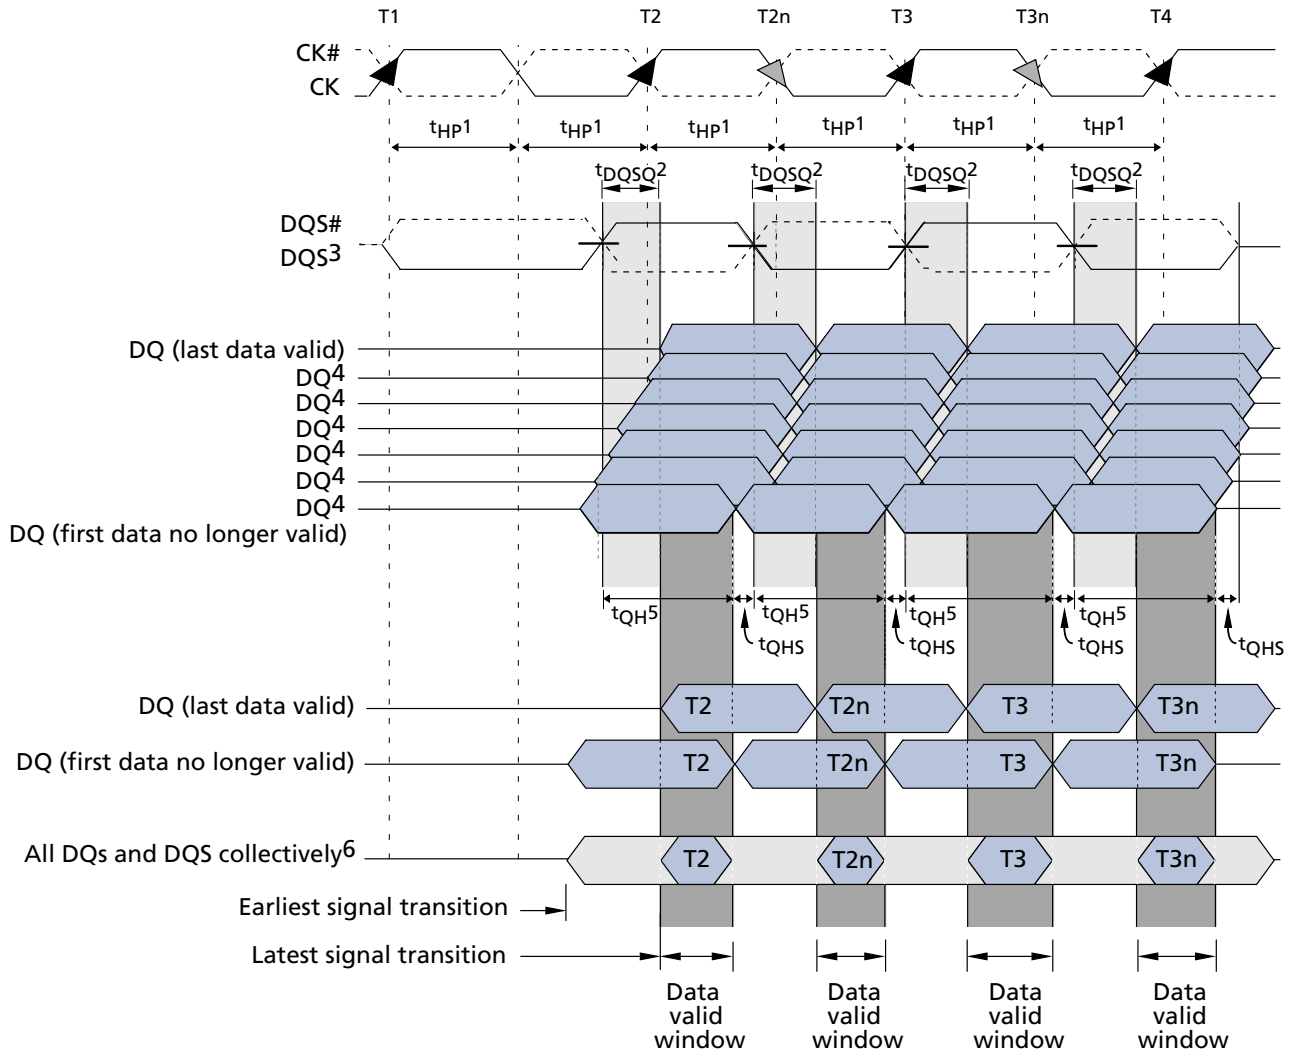 T1 T2 T2n T3 T3n T4
CK#
CK
tHP1 tHP1 tHP1 tHP1 tHP1 tHP1
tDQSQ2 tDQSQ2 tDQSQ2 tDQSQ2
DQS#
DQS3
DQ (last data valid)
DQ4
DQ4
DQ4
DQ4
DQ4
DQ4
DQ (first data no longer valid)
tQH5 tQH5 tQH5 tQH5
tQHS tQHS tQHS tQHS
DQ (last data valid) T2 T2n T3 T3n
DQ (first data no longer valid) T2 T2n T3 T3n
All DQs and DQS collectively6 T2 T2n T3 T3n
Earliest signal transition
Latest signal transition
Data Data Data Data
valid valid valid valid
window window window window